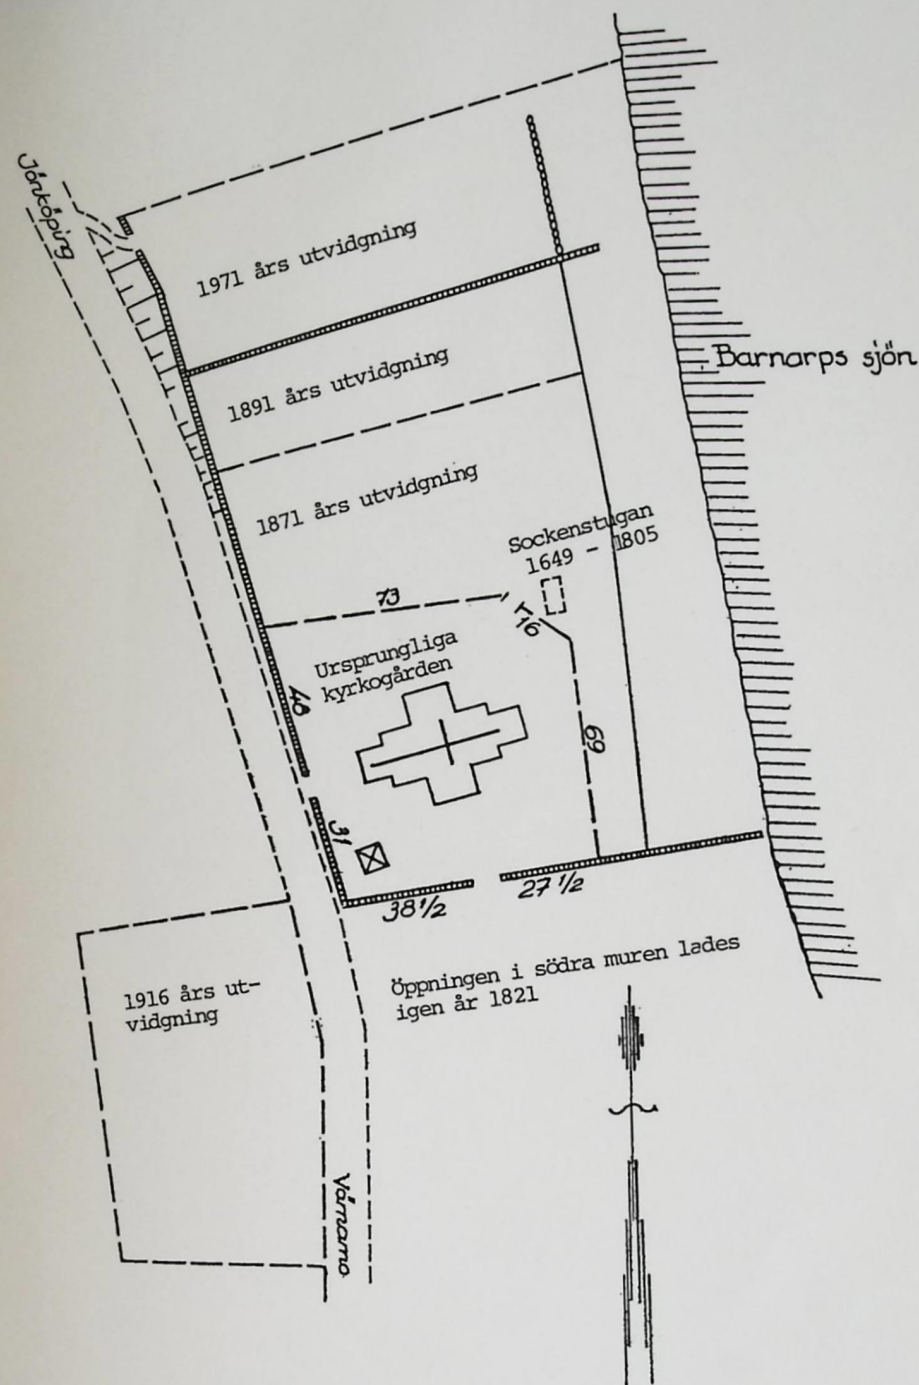 Jönköping
1971 års utvidgning
Barnarps sjön
1891 års utvidgning
1871 års utvidgning
Sockenstugan
1649 - 1805
73
16
Ursprungliga
kyrkogården
48
69
31
38 1/2
27 1/2
Öppningen i södra muren lades
igen år 1821
1916 års ut-
vidgning
Värnamo